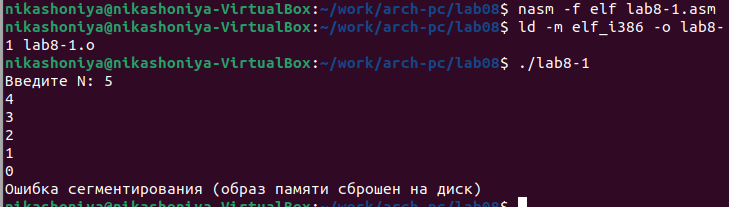 nikashoniya@nikashoniya-VirtualBox:~/work/arch-pc/lab08$ nasm -f elf lab8-1.asm
nikashoniya@nikashoniya-VirtualBox:~/work/arch-pc/lab08$ ld -m elf_i386 -o lab8-
1 lab8-1.o
nikashoniya@nikashoniya-VirtualBox:~/work/arch-pc/lab08$ ./lab8-1
Введите N: 5
4
3
2
1
0
Ошибка сегментирования (образ памяти сброшен на диск)
nikashoniya@nikashoniya-VirtualBox:~/work/arch-pc/lab08$